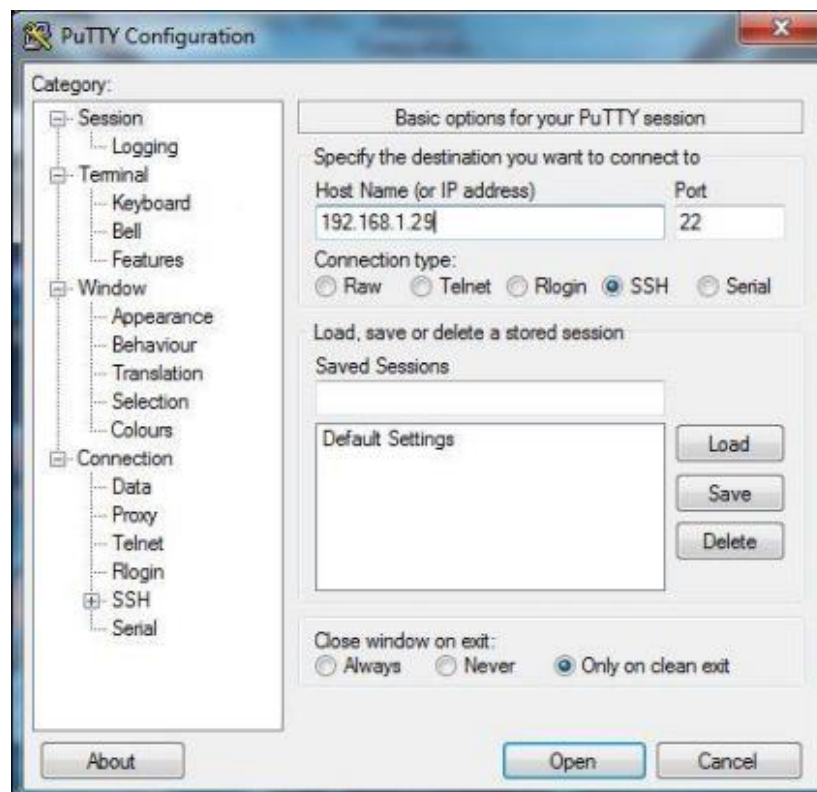 PuTTY Configuration
Category:
Session
Logging
Terminal
Keyboard
Bell
Features
Window
Appearance
Behaviour
Translation
Selection
Colours
Connection
Data
Proxy
Telnet
Rlogin
SSH
Serial
Basic options for your PuTTY session
Specify the destination you want to connect to
Host Name (or IP address) Port
192.168.1.29 22
Connection type:
Raw Telnet Rlogin SSH Serial
Load, save or delete a stored session
Saved Sessions
Default Settings
Load
Save
Delete
Close window on exit:
Always Never Only on clean exit
About Open Cancel